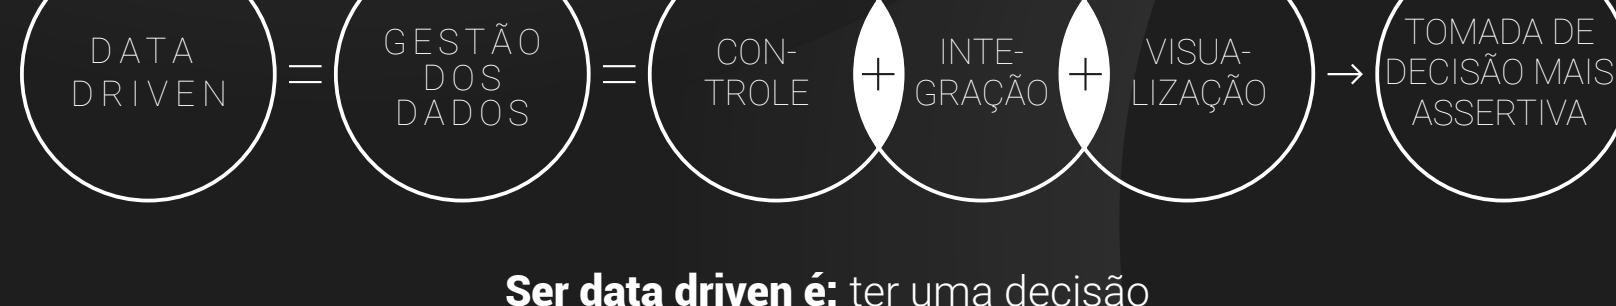 DATA
DRIVEN
=
GESTÃO
DOS
DADOS
=
CON-
TROLE
+
INTE-
GRAÇÃO
+
VISUA-
LIZAÇÃO
→
TOMADA DE
DECISÃO MAIS
ASSERTIVA
Ser data driven é: ter uma decisão